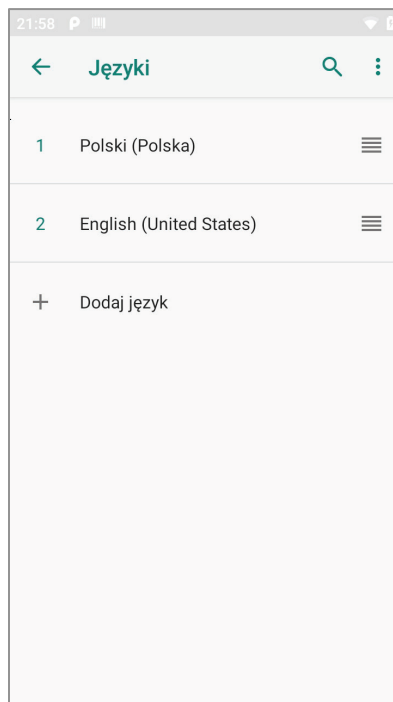 21:58
Języki
1 Polski (Polska)
2 English (United States)
+ Dodaj język